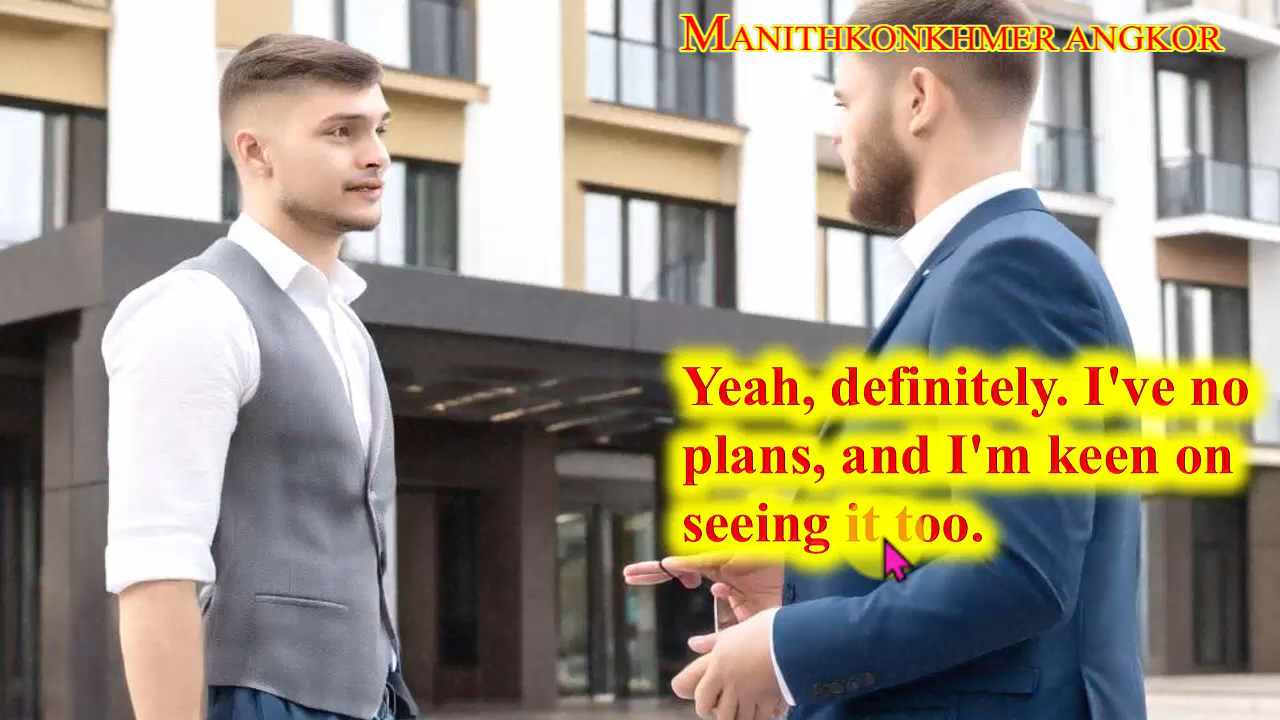 MANITHKONKHMER ANGKOR
Yeah, definitely. I've no
plans, and I'm keen on
seeing it too.